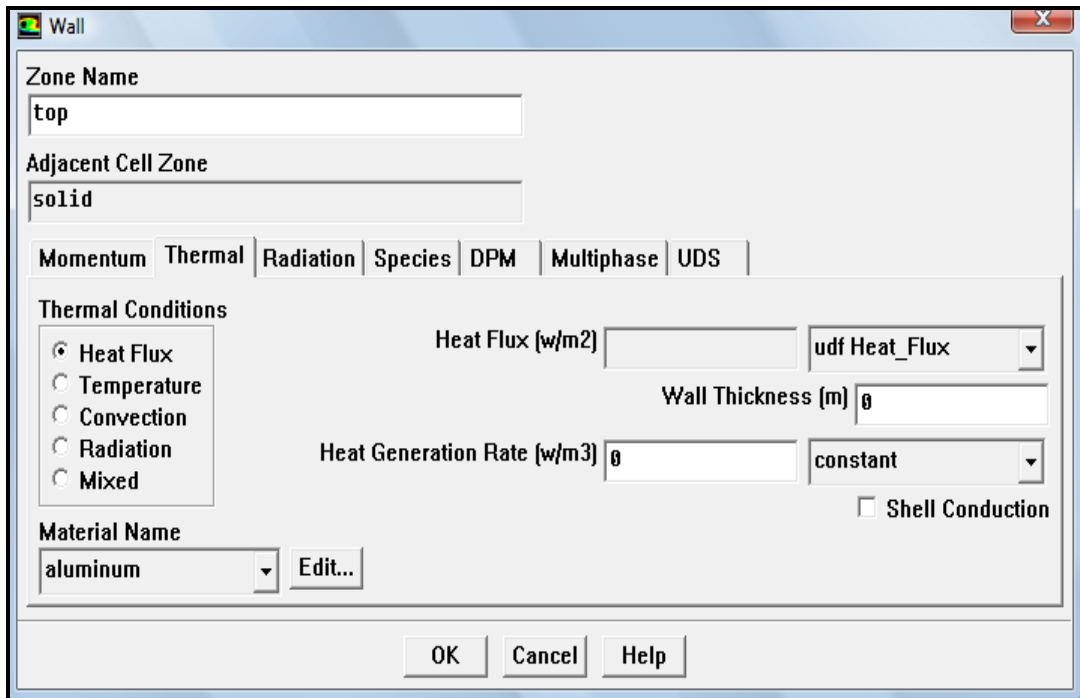 Wall
Zone Name
top
Adjacent Cell Zone
solid
Momentum Thermal Radiation Species DPM Multiphase UDS
Thermal Conditions
Heat Flux
Temperature
Convection
Radiation
Mixed
Heat Flux (w/m2) udf Heat_Flux
Wall Thickness (m) 0
Heat Generation Rate (w/m3) 0 constant
Shell Conduction
Material Name
aluminum Edit...
OK Cancel Help